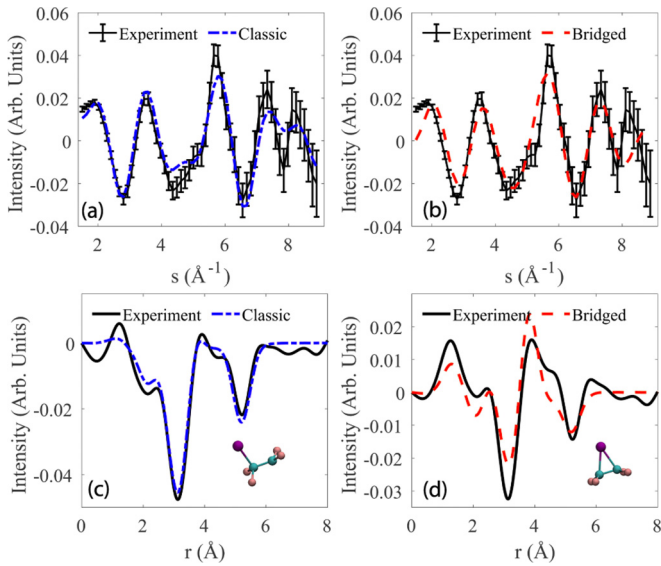 0.06
0.04
0.02
0
-0.02
-0.04
Intensity (Arb. Units)
Experiment Classic
(a)
2 4 6 8
s (Å⁻¹)
0.06
0.04
0.02
0
-0.02
-0.04
Intensity (Arb. Units)
Experiment Bridged
(b)
2 4 6 8
s (Å⁻¹)
0
-0.02
-0.04
Intensity (Arb. Units)
Experiment Classic
(c)
0 2 4 6 8
r (Å)
0.02
0.01
0
-0.01
-0.02
-0.03
Intensity (Arb. Units)
Experiment Bridged
(d)
0 2 4 6 8
r (Å)